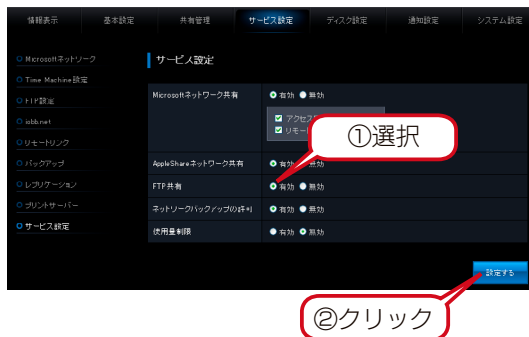 情報表示 基本設定 共有管理 サービス設定 ディスク設定 通知設定 システム設定
Microsoftネットワーク
サービス設定
Time Machine設定
FTP設定
iobb.net
リモートリンク
バックアップ
レプリケーション
プリントサーバー
サービス設定
Microsoftネットワーク共有 有効 無効
アクセス
リモート
①選択
AppleShareネットワーク共有 有効 無効
FTP共有 有効 無効
ネットワークバックアップの許可 有効 無効
使用量制限 有効 無効
設定する
②クリック